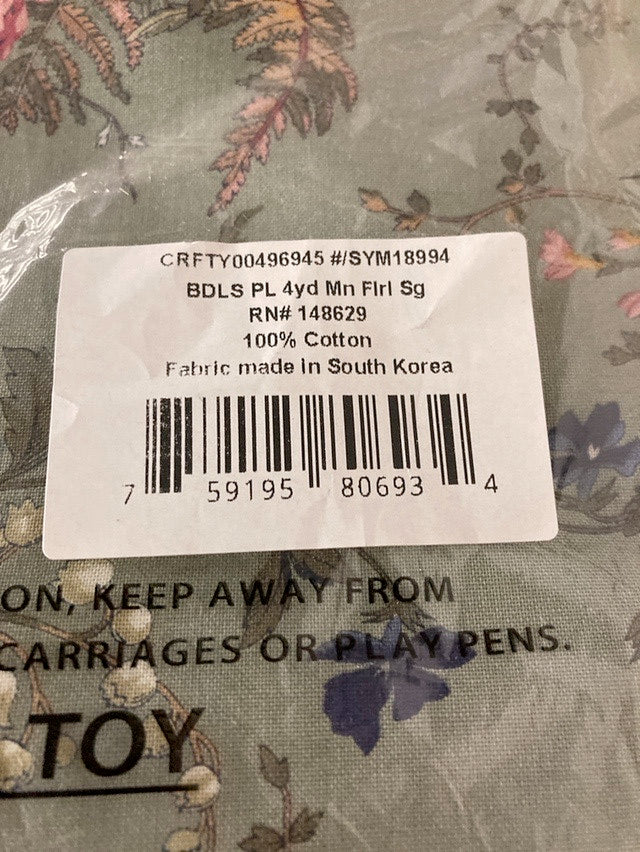 CRFTY00496945 #/SYM18994
BDLS PL 4yd Mn Flrl Sg
RN# 148629
100% Cotton
Fabric made in South Korea
7 59195 80693 4
ON, KEEP AWAY FROM
CARRIAGES OR PLAY PENS.
TOY